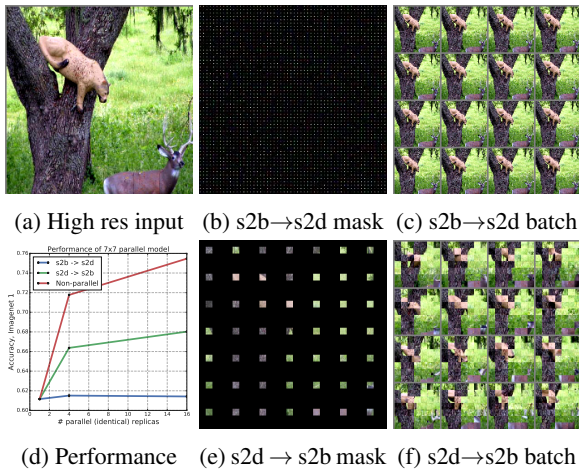 (a) High res input
(b) s2b→s2d mask
(c) s2b→s2d batch
Performance of 7x7 parallel model
s2b -> s2d
s2d -> s2b
Non-parallel
Accuracy, Imagenet 1
0.76
0.74
0.72
0.70
0.68
0.66
0.64
0.62
0.60
0 2 4 6 8 10 12 14 16
# parallel (identical) replicas
(d) Performance
(e) s2d → s2b mask
(f) s2d→s2b batch